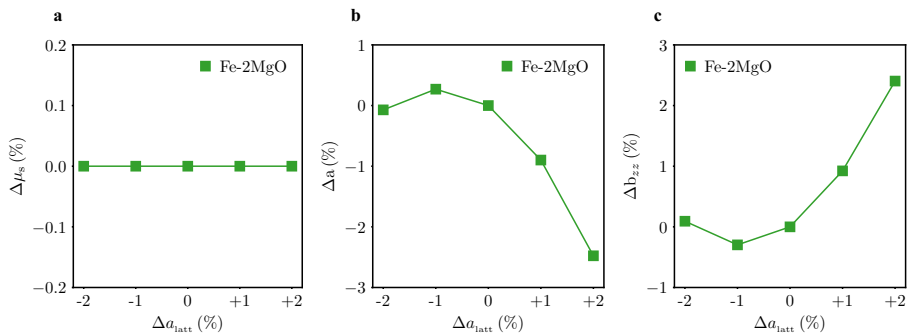 a
Fe-2MgO
Δμs (%)
0.2
0.1
0.0
−0.1
−0.2
-2 -1 0 +1 +2
Δalatt (%)
b
Fe-2MgO
Δa (%)
1
0
−1
−2
−3
-2 -1 0 +1 +2
Δalatt (%)
c
Fe-2MgO
Δbzz (%)
3
2
1
0
−1
-2 -1 0 +1 +2
Δalatt (%)